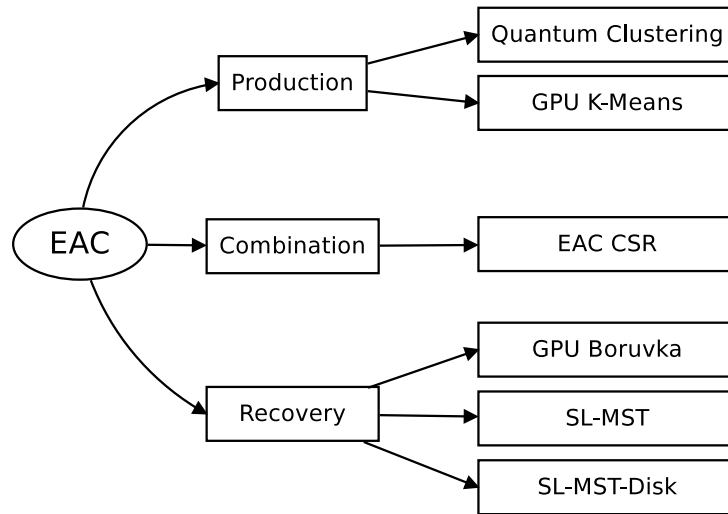 Quantum Clustering
Production
GPU K-Means
EAC
Combination
EAC CSR
GPU Boruvka
Recovery
SL-MST
SL-MST-Disk